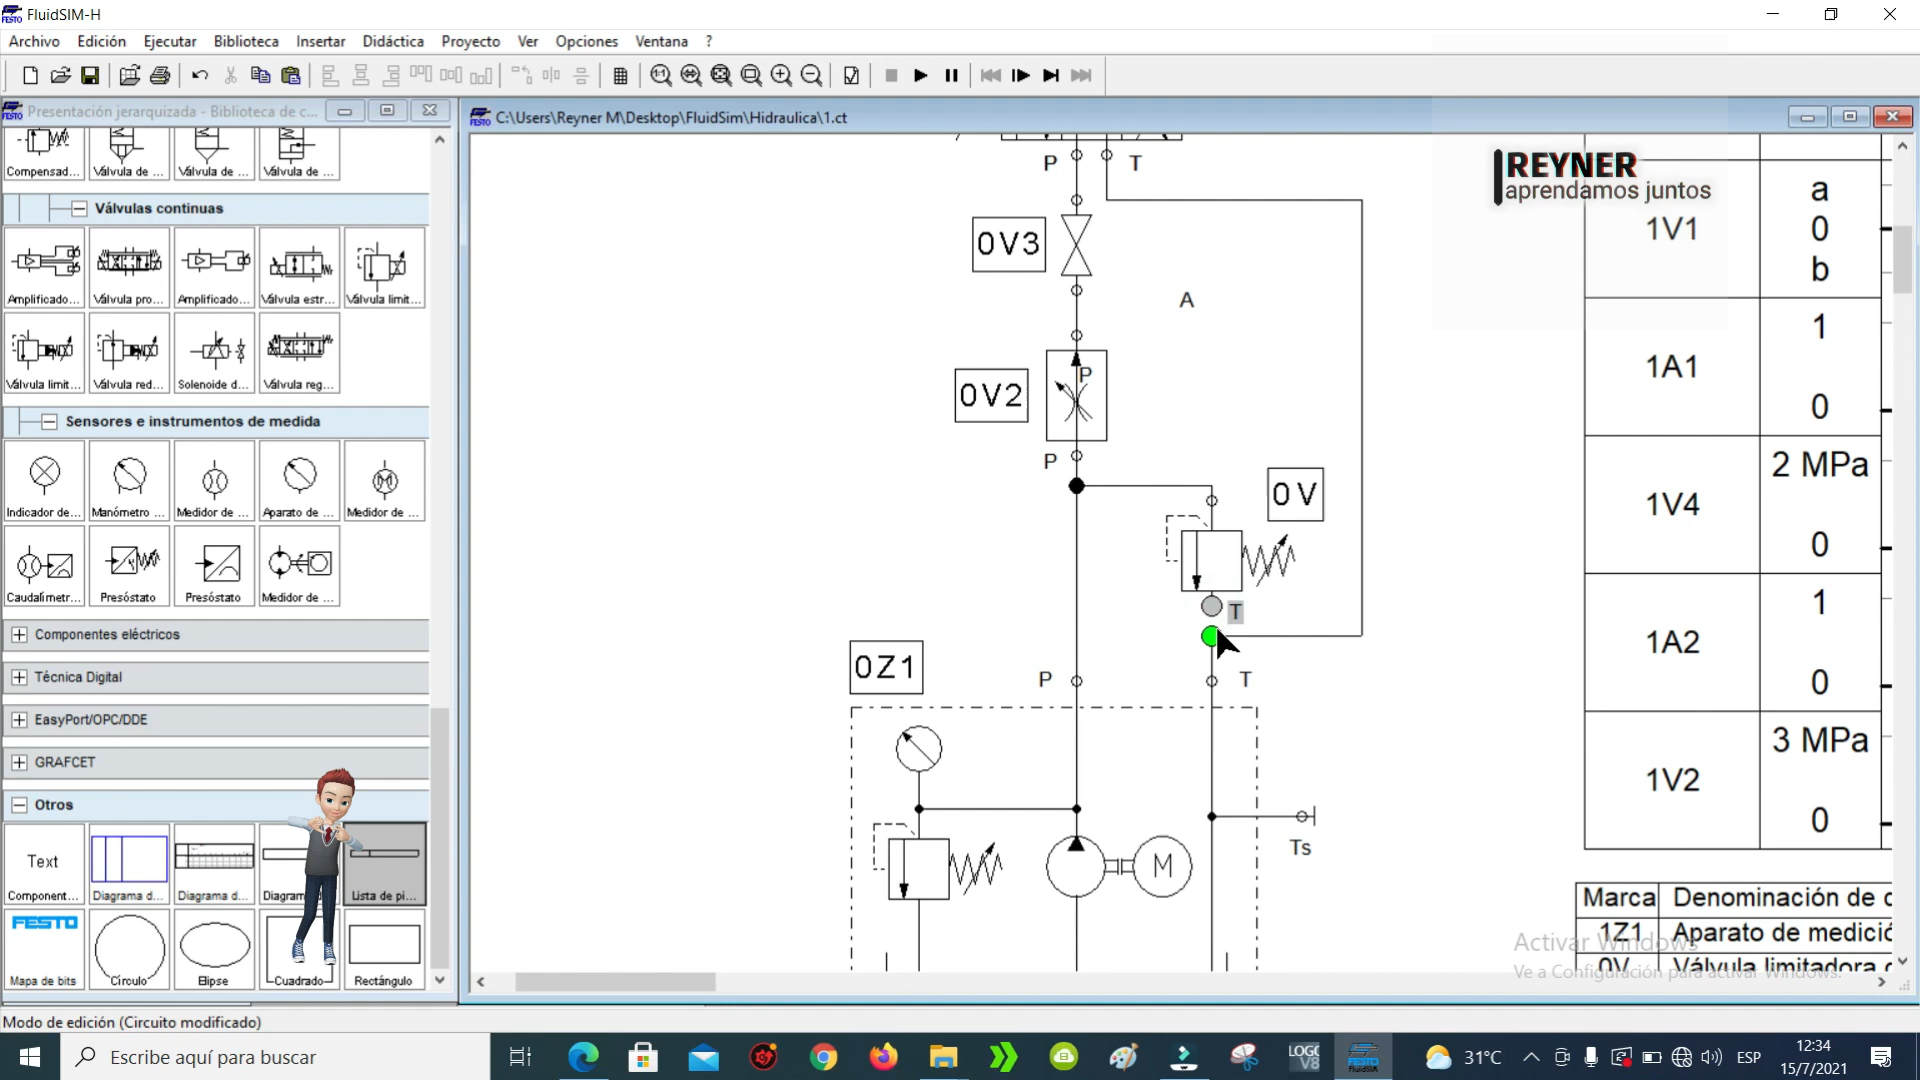 FluidSIM-H
Archivo Edición Ejecutar Biblioteca Insertar Didáctica Proyecto Ver Opciones Ventana ?
Presentación jerarquizada - Biblioteca de c...
Compensad... Válvula de ... Válvula de ... Válvula de ...
Válvulas continuas
Amplificado... Válvula pro... Amplificado... Válvula estr... Válvula limit...
Válvula limit... Válvula red... Solenoide d... Válvula reg...
Sensores e instrumentos de medida
Indicador de... Manómetro ... Medidor de ... Aparato de ... Medidor de ...
Caudalímetr... Presóstato Presóstato Medidor de ...
Componentes eléctricos
Técnica Digital
EasyPort/OPC/DDE
GRAFCET
Otros
Text
Component... Diagrama d... Diagrama d... Diagram Lista de pi...
FESTO
Mapa de bits Círculo Elipse Cuadrado Rectángulo
C:\Users\Reyner M\Desktop\FluidSim\Hidraulica\1.ct
P T
0V3
A
P
0V2
P
0V
T
0Z1
P T
M
Ts
REYNER
aprendamos juntos
1V1
a
0
b
1A1
1
0
1V4
2 MPa
0
1A2
1
0
1V2
3 MPa
0
Marca Denominación de
1Z1 Aparato de medició
0V Válvula limitadora
Activar Windows
Ve a Configuración para activar Windows.
Modo de edición (Circuito modificado)
Escribe aquí para buscar
LOGO V8
FESTO
FluidSIM
31°C
ESP
12:34
15/7/2021